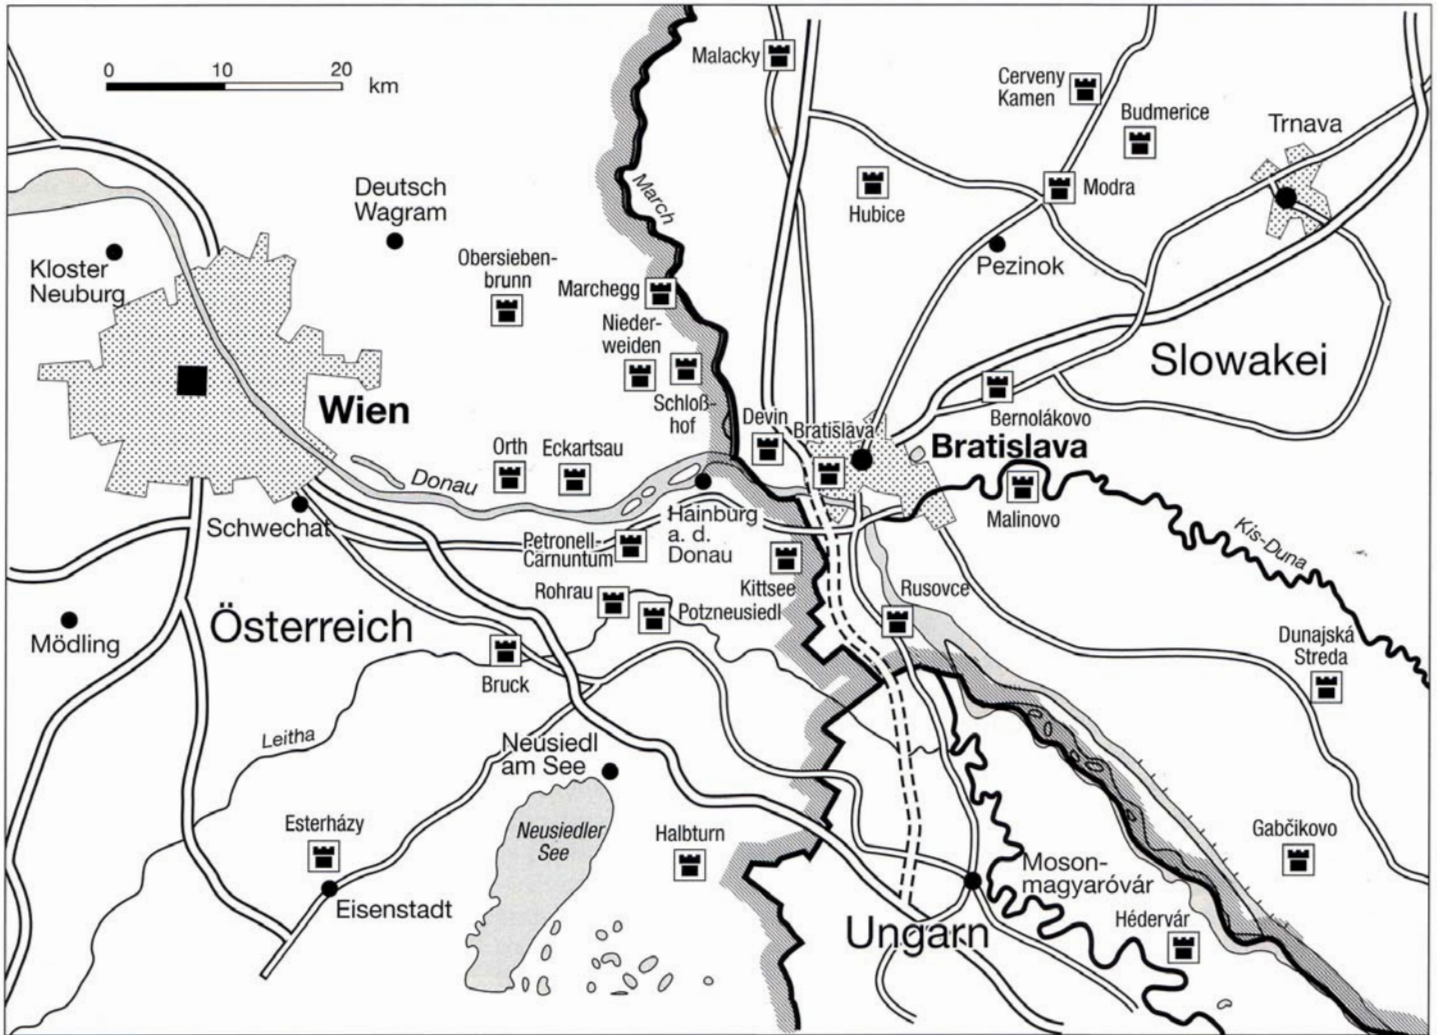 0 10 20 km
Malacky
Cerveny
Kamen
Budmerice
Trnava
Deutsch
Wagram
March
Hubice
Modra
Kloster
Neuburg
Obersieben-
brunn
Pezinok
Marchegg
Nieder-
weiden
Slowakei
Schloß-
hof
Wien
Devin
Bratislava
Bernolákovo
Bratislava
Orth
Eckartsau
Donau
Schwechat
Hainburg
a. d.
Donau
Malinovo
Kis-Duna
Petronell-
Carnuntum
Kittsee
Rusovce
Rohrau
Potzneusiedl
Mödling
Österreich
Dunajská
Streda
Bruck
Leitha
Neusiedl
am See
Esterházy
Neusiedler
See
Halbturn
Gabčikovo
Moson-
magyaróvár
Eisenstadt
Ungarn
Hédervár